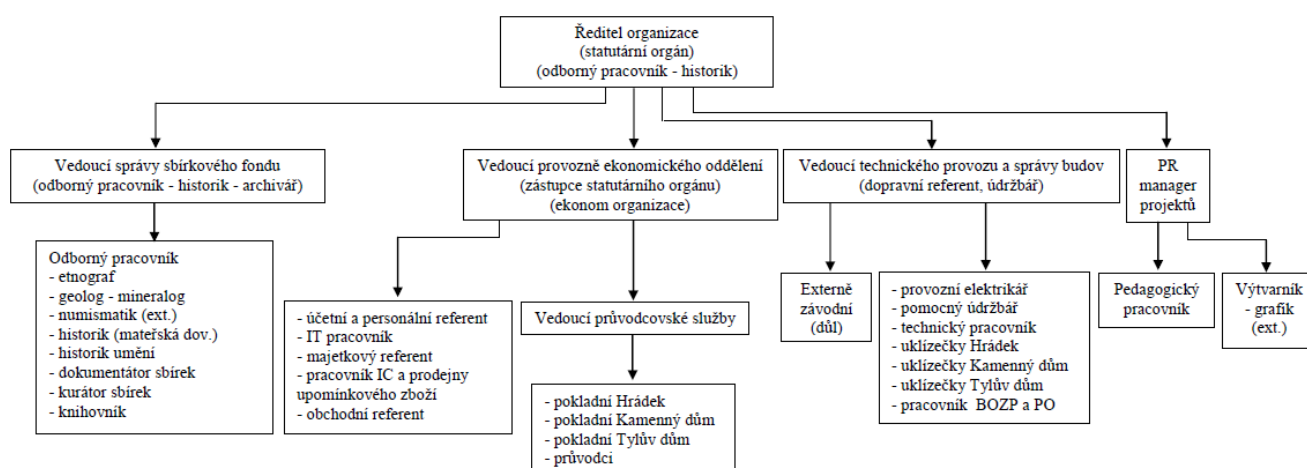 Ředitel organizace
(statutární orgán)
(odborný pracovník - historik)
Vedoucí správy sbírkového fondu
(odborný pracovník - historik - archivář)
Vedoucí provozně ekonomického oddělení
(zástupce statutárního orgánu)
(ekonom organizace)
Vedoucí technického provozu a správy budov
(dopravní referent, údržbář)
PR
manager
projektů
Odborný pracovník
- etnograf
- geolog - mineralog
- numismatik (ext.)
- historik (mateřská dov.)
- historik umění
- dokumentátor sbírek
- kurátor sbírek
- knihovník
- účetní a personální referent
- IT pracovník
- majetkový referent
- pracovník IC a prodejny
upomínkového zboží
- obchodní referent
Vedoucí průvodcovské služby
- pokladní Hrádek
- pokladní Kamenný dům
- pokladní Tylův dům
- průvodci
Externě
závodní
(důl)
- provozní elektrikář
- pomocný údržbář
- technický pracovník
- uklízečky Hrádek
- uklízečky Kamenný dům
- uklízečky Tylův dům
- pracovník BOZP a PO
Pedagogický
pracovník
Výtvarník
- grafik
(ext.)